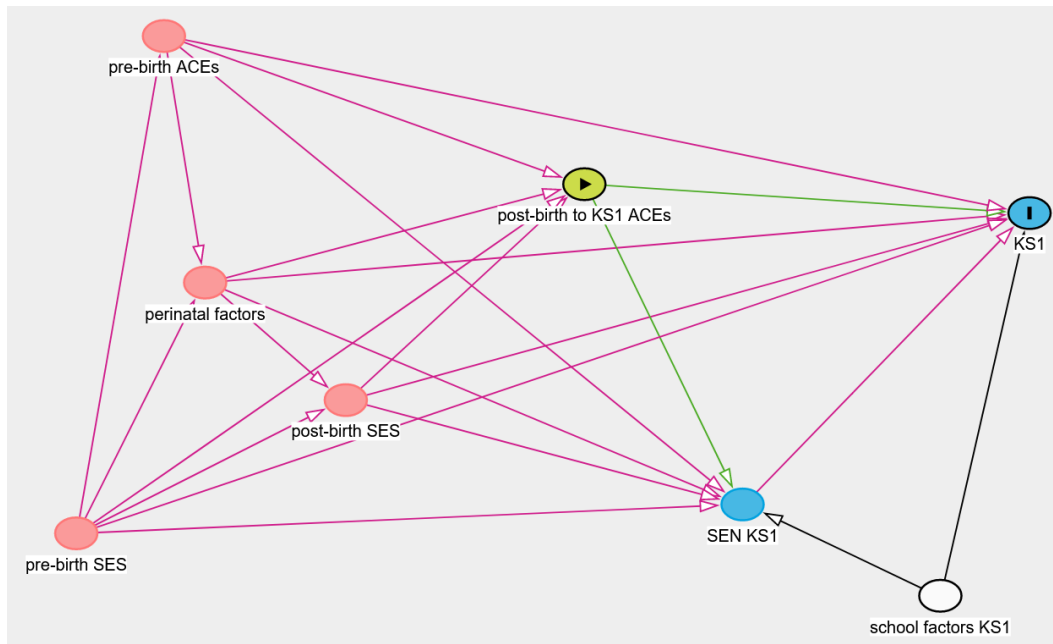 pre-birth ACEs
post-birth to KS1 ACEs
KS1
perinatal factors
post-birth SES
SEN KS1
pre-birth SES
school factors KS1